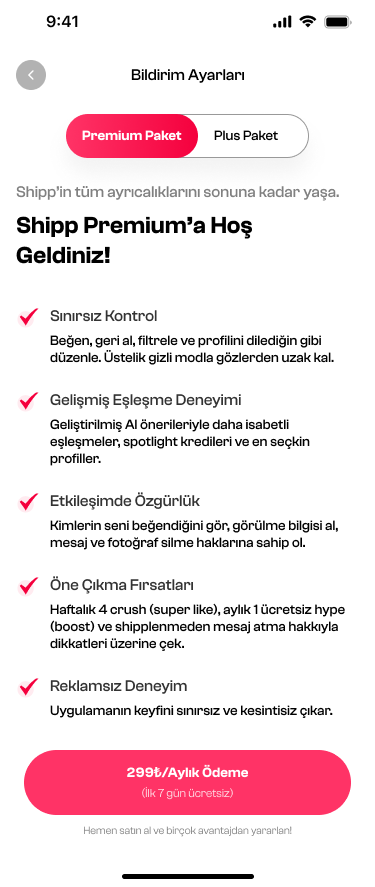 9:41
Bildirim Ayarları
Premium Paket
Plus Paket
Shipp'in tüm ayrıcalıklarını sonuna kadar yaşa.
Shipp Premium'a Hoş
Geldiniz!
Sınırsız Kontrol
Beğen, geri al, filtrele ve profilini dilediğin gibi
düzenle. Üstelik gizli modla gözlerden uzak kal.
Gelişmiş Eşleşme Deneyimi
Geliştirilmiş AI önerileriyle daha isabetli
eşleşmeler, spotlight kredileri ve en seçkin
profiller.
Etkileşimde Özgürlük
Kimlerin seni beğendiğini gör, görülme bilgisi al,
mesaj ve fotoğraf silme haklarına sahip ol.
Öne Çıkma Fırsatları
Haftalık 4 crush (super like), aylık 1 ücretsiz hype
(boost) ve shipplenmeden mesaj atma hakkıyla
dikkatleri üzerine çek.
Reklamsız Deneyim
Uygulamanın keyfini sınırsız ve kesintisiz çıkar.
299₺/Aylık Ödeme
(İlk 7 gün ücretsiz)
Hemen satın al ve birçok avantajdan yararlan!